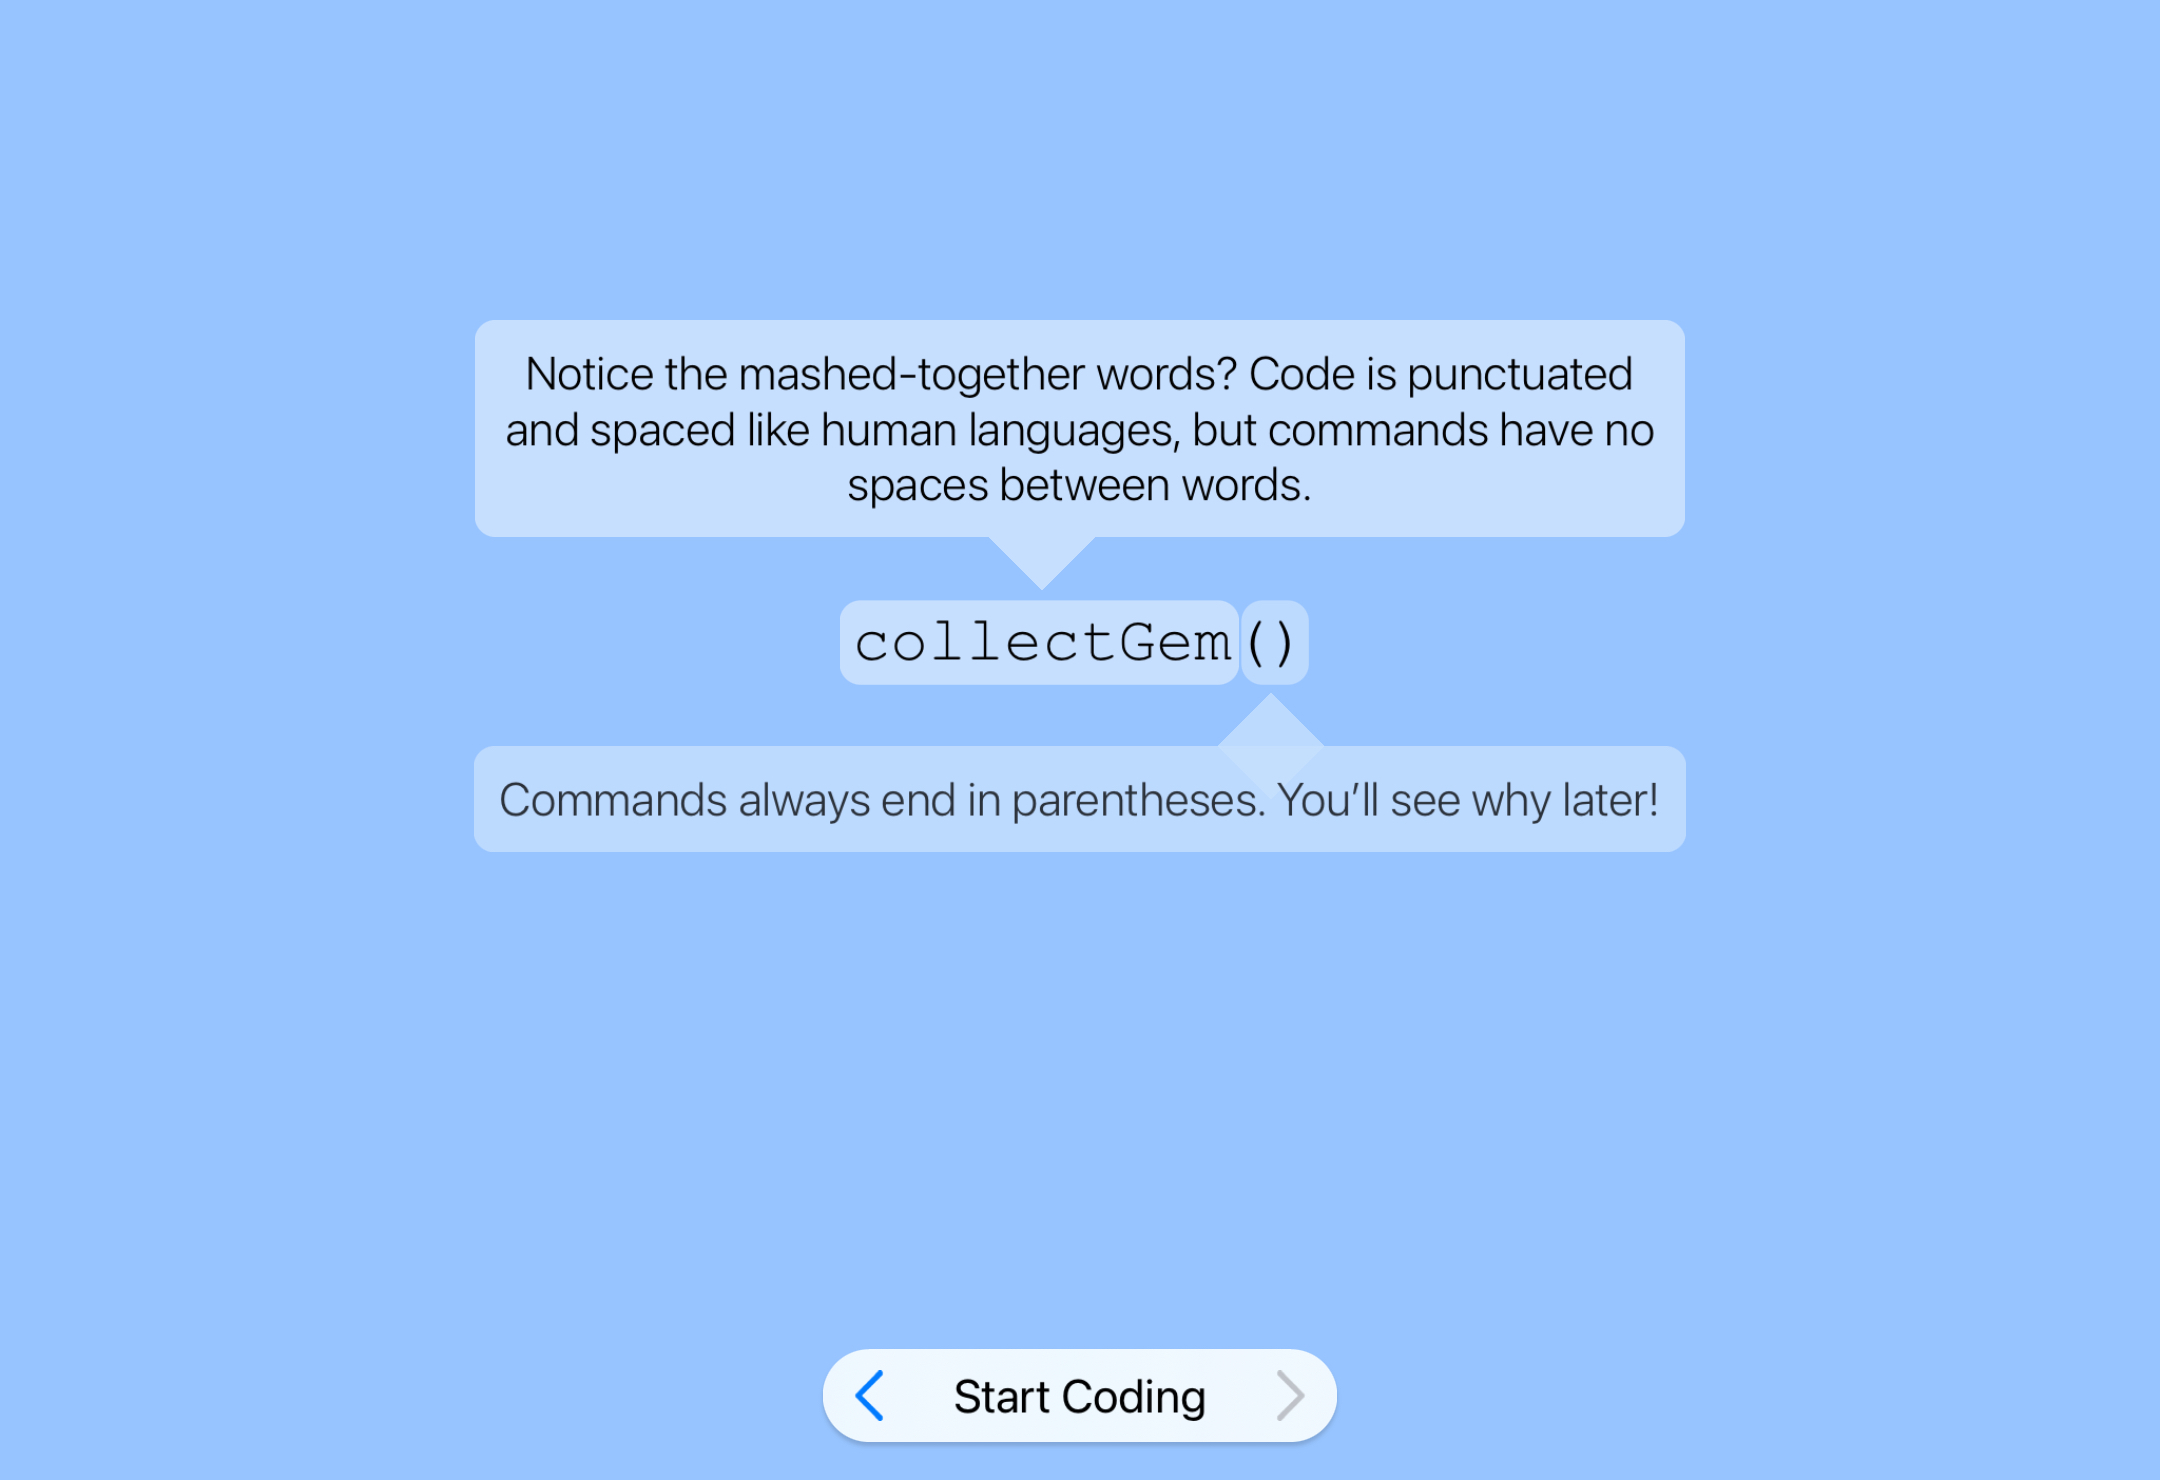 Notice the mashed-together words? Code is punctuated
and spaced like human languages, but commands have no
spaces between words.
collectGem()
Commands always end in parentheses. You’ll see why later!
Start Coding